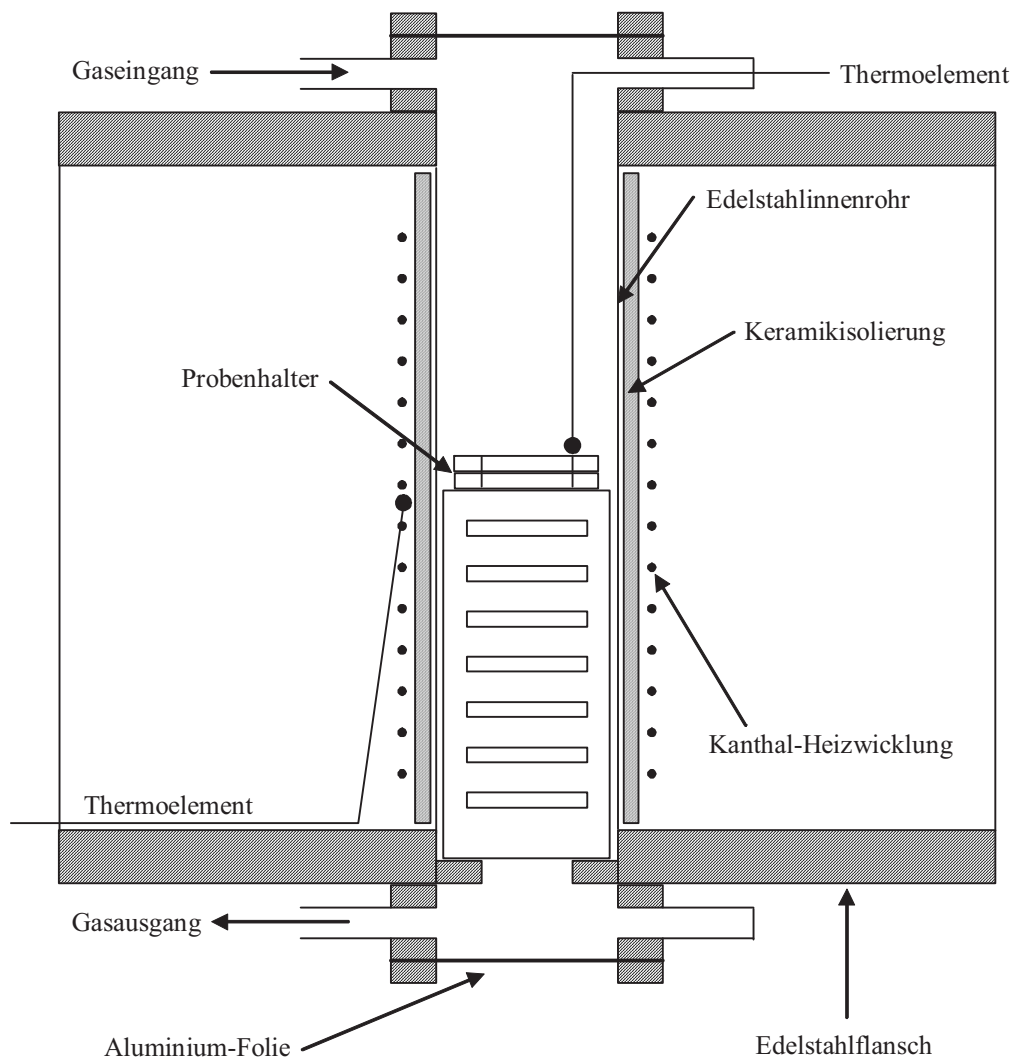 Gaseingang
Thermoelement
Edelstahlinnenrohr
Keramikisolierung
Probenhalter
Kanthal-Heizwicklung
Thermoelement
Gasausgang
Aluminium-Folie
Edelstahlflansch